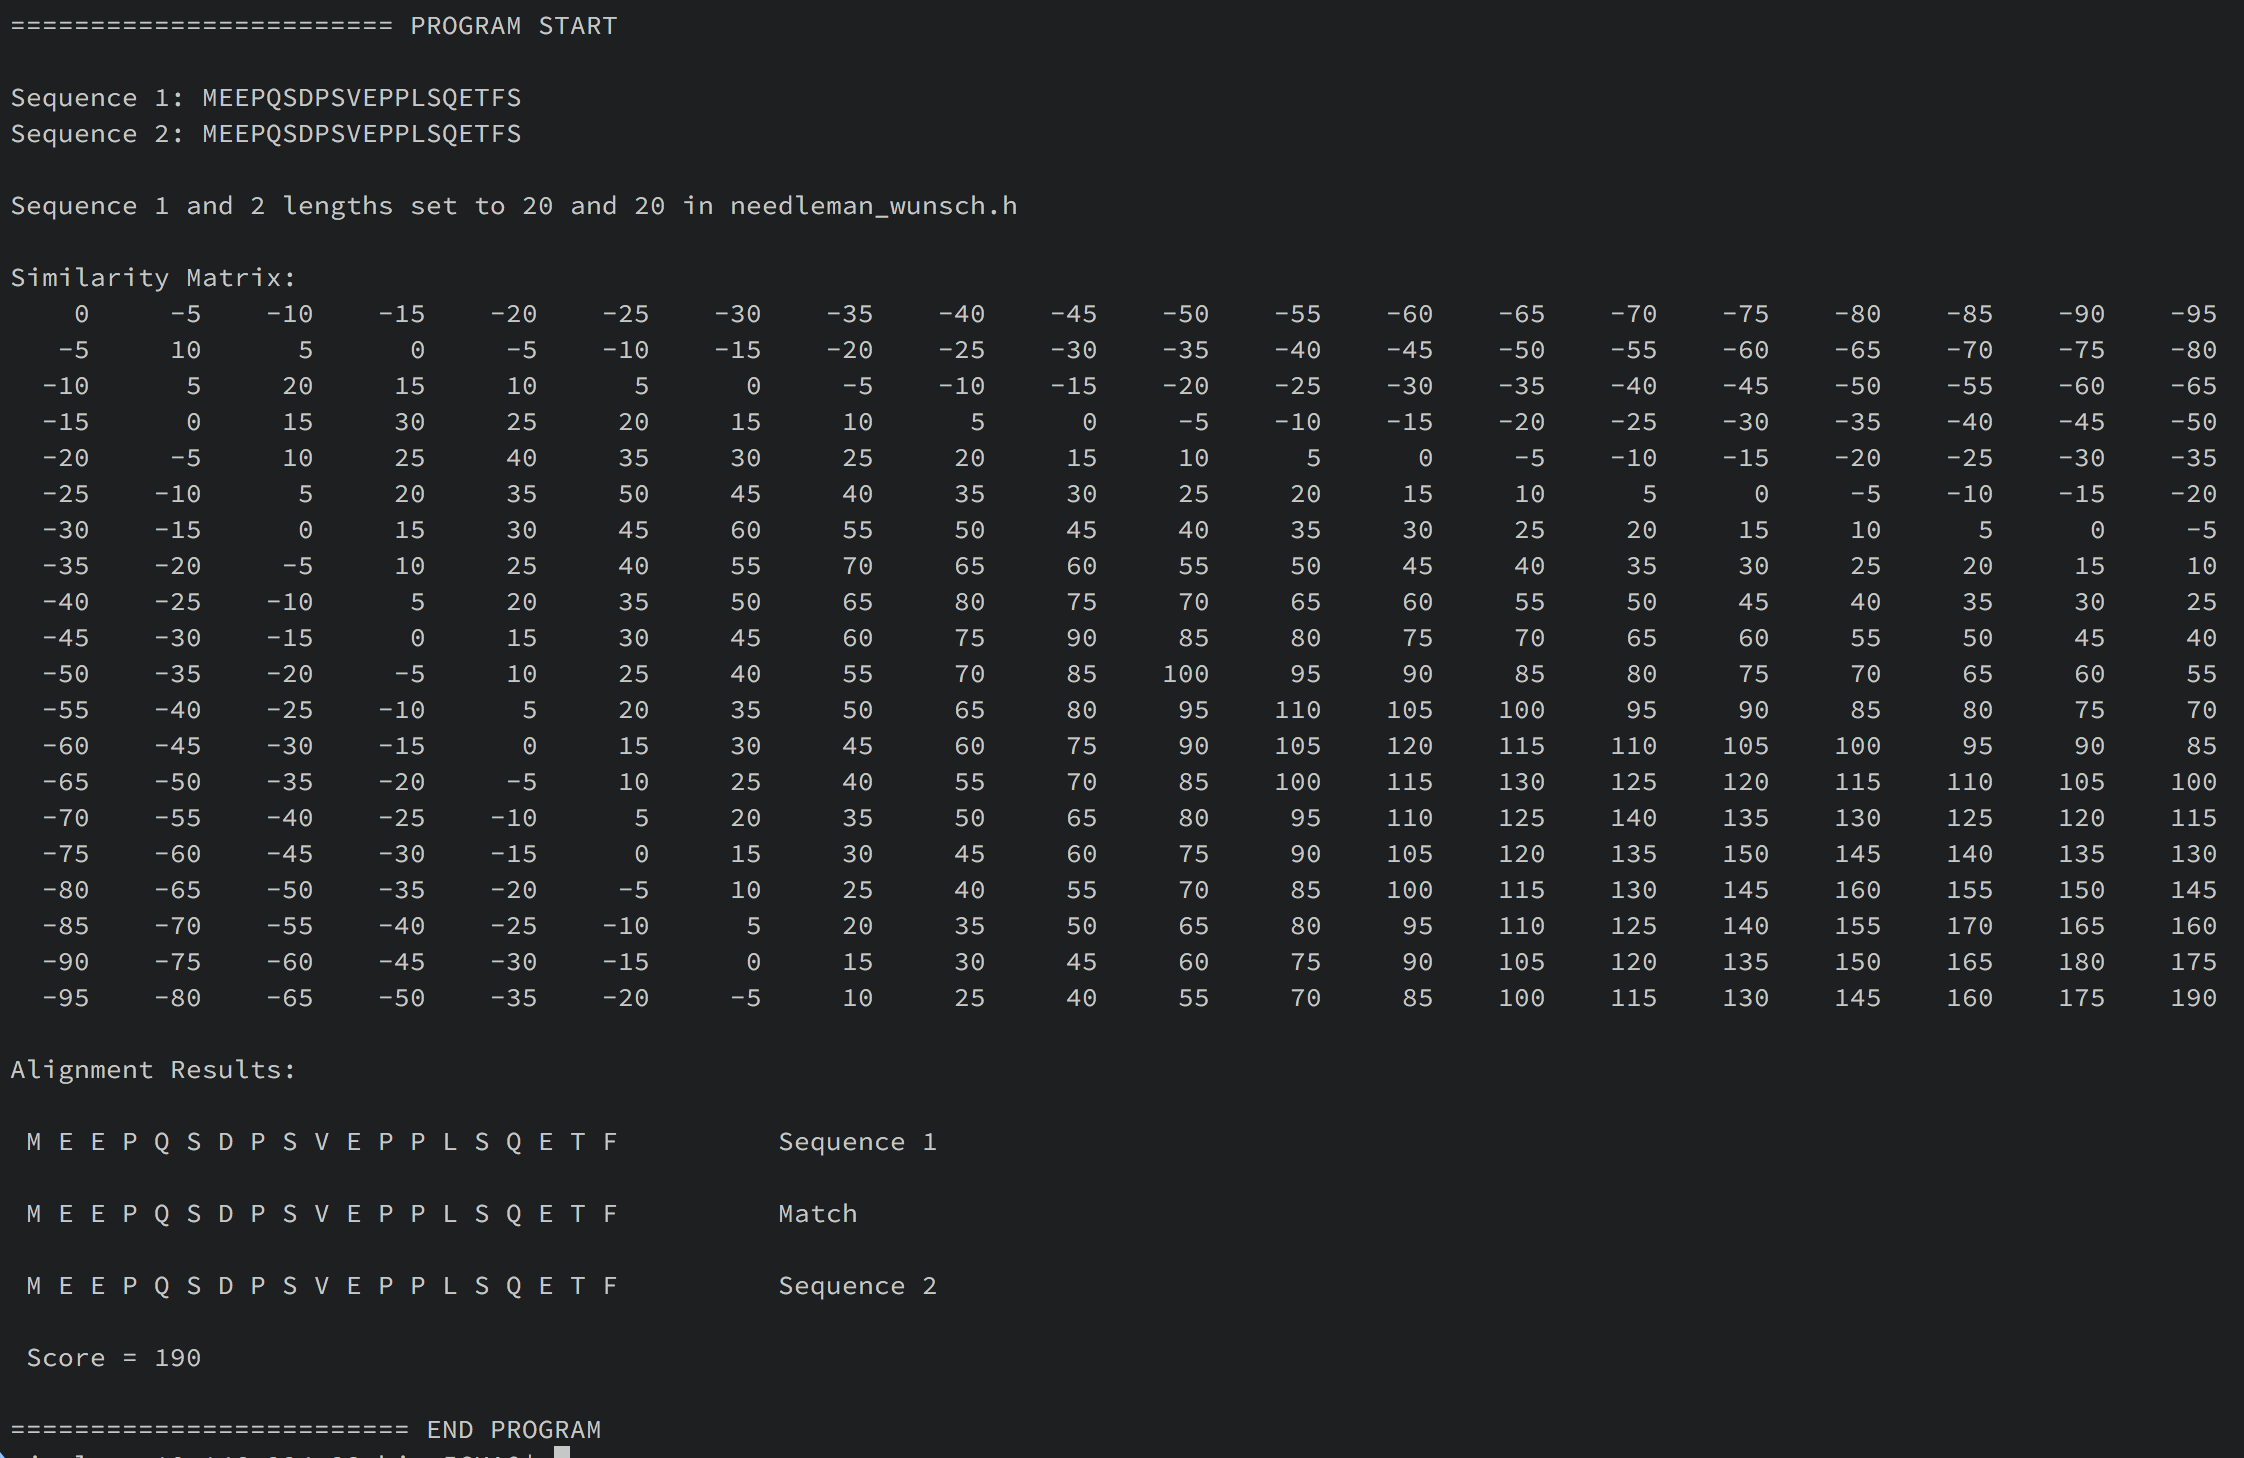 ======================== PROGRAM START
Sequence 1: MEEPQSDPSVEPPLSQETFS
Sequence 2: MEEPQSDPSVEPPLSQETFS
Sequence 1 and 2 lengths set to 20 and 20 in needleman_wunsch.h
Similarity Matrix:
0 -5 -10 -15 -20 -25 -30 -35 -40 -45 -50 -55 -60 -65 -70 -75 -80 -85 -90 -95
-5 10 5 0 -5 -10 -15 -20 -25 -30 -35 -40 -45 -50 -55 -60 -65 -70 -75 -80
-10 5 20 15 10 5 0 -5 -10 -15 -20 -25 -30 -35 -40 -45 -50 -55 -60 -65
-15 0 15 30 25 20 15 10 5 0 -5 -10 -15 -20 -25 -30 -35 -40 -45 -50
-20 -5 10 25 40 35 30 25 20 15 10 5 0 -5 -10 -15 -20 -25 -30 -35
-25 -10 5 20 35 50 45 40 35 30 25 20 15 10 5 0 -5 -10 -15 -20
-30 -15 0 15 30 45 60 55 50 45 40 35 30 25 20 15 10 5 0 -5
-35 -20 -5 10 25 40 55 70 65 60 55 50 45 40 35 30 25 20 15 10
-40 -25 -10 5 20 35 50 65 80 75 70 65 60 55 50 45 40 35 30 25
-45 -30 -15 0 15 30 45 60 75 90 85 80 75 70 65 60 55 50 45 40
-50 -35 -20 -5 10 25 40 55 70 85 100 95 90 85 80 75 70 65 60 55
-55 -40 -25 -10 5 20 35 50 65 80 95 110 105 100 95 90 85 80 75 70
-60 -45 -30 -15 0 15 30 45 60 75 90 105 120 115 110 105 100 95 90 85
-65 -50 -35 -20 -5 10 25 40 55 70 85 100 115 130 125 120 115 110 105 100
-70 -55 -40 -25 -10 5 20 35 50 65 80 95 110 125 140 135 130 125 120 115
-75 -60 -45 -30 -15 0 15 30 45 60 75 90 105 120 135 150 145 140 135 130
-80 -65 -50 -35 -20 -5 10 25 40 55 70 85 100 115 130 145 160 155 150 145
-85 -70 -55 -40 -25 -10 5 20 35 50 65 80 95 110 125 140 155 170 165 160
-90 -75 -60 -45 -30 -15 0 15 30 45 60 75 90 105 120 135 150 165 180 175
-95 -80 -65 -50 -35 -20 -5 10 25 40 55 70 85 100 115 130 145 160 175 190
Alignment Results:
M E E P Q S D P S V E P P L S Q E T F Sequence 1
M E E P Q S D P S V E P P L S Q E T F Match
M E E P Q S D P S V E P P L S Q E T F Sequence 2
Score = 190
========================= END PROGRAM